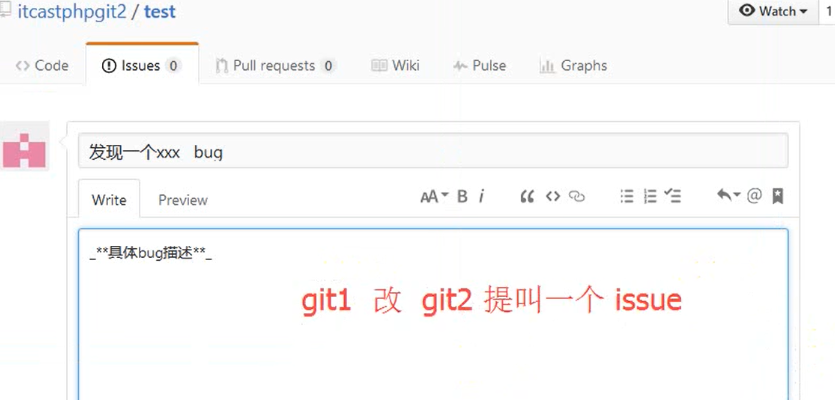 itcastphpgit2 / test
Watch 1
Code Issues 0 Pull requests 0 Wiki Pulse Graphs
发现一个xxx bug
Write Preview AA B i @
_**具体bug描述**_
git1 改 git2 提叫一个 issue